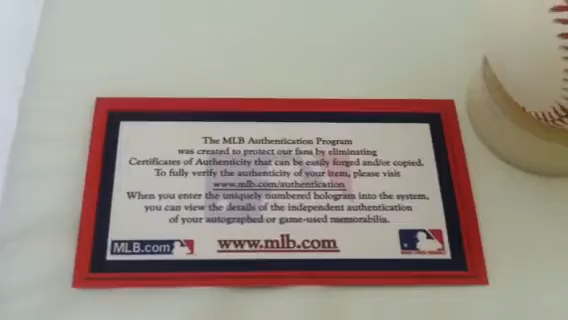 The MLB Authentication Program
was created to protect our fans by eliminating
Certificates of Authenticity that can be easily forged and/or copied.
To fully verify the authenticity of your item, please visit
www.mlb.com/authentication
When you enter the uniquely numbered hologram into the system,
you can view the details of the independent authentication
of your autographed or game-used memorabilia.
MLB.com
www.mlb.com